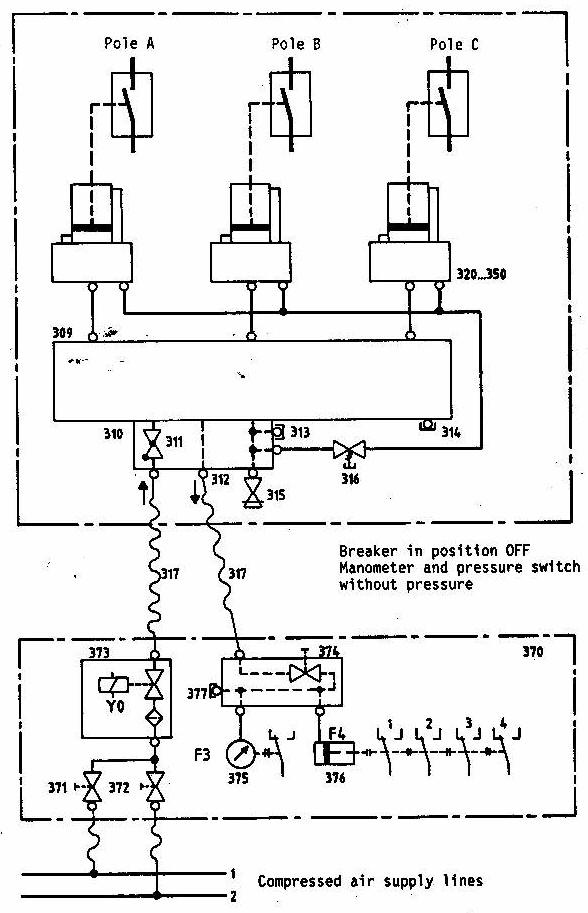 Pole A Pole B Pole C
320...350
309
310 311 313 314
312 315 316
Breaker in position OFF
Manometer and pressure switch
without pressure
317 317
373 374 370
377
Y0
F3 F4 1 2 3 4
375 376
371 372
1
Compressed air supply lines
2